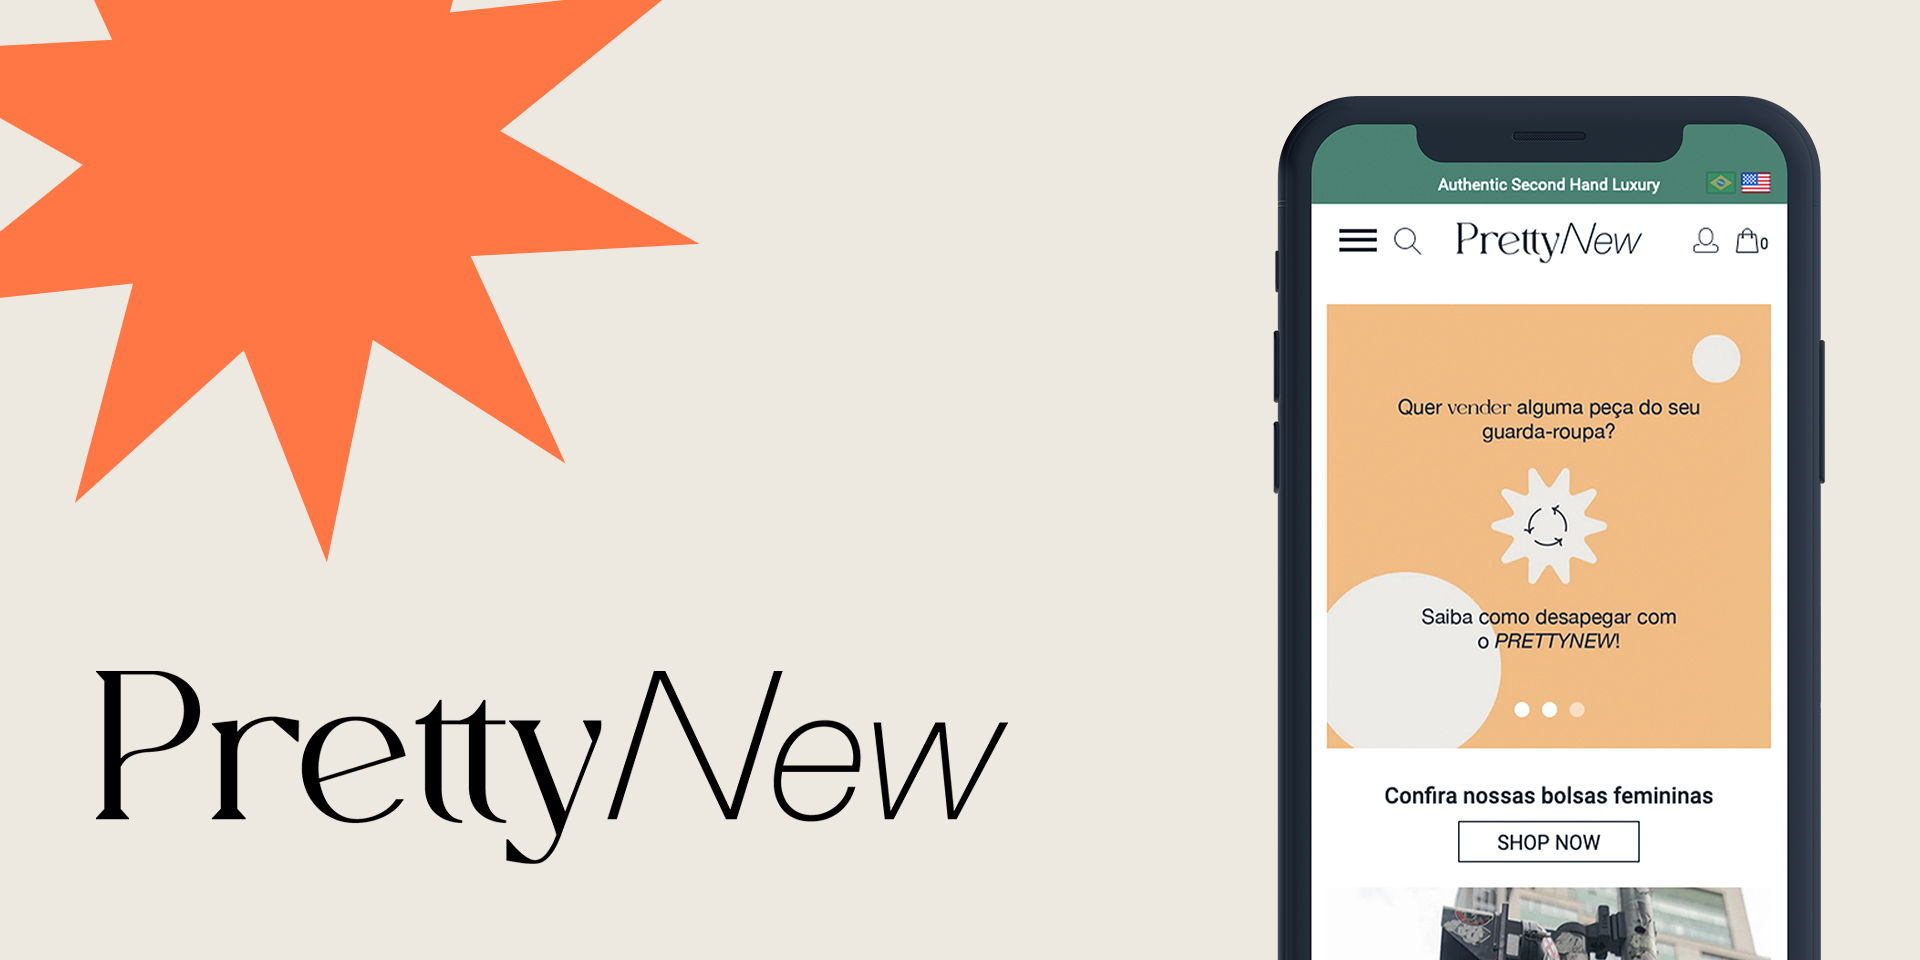 PrettyNew
Authentic Second Hand Luxury
PrettyNew
0
Quer vender alguma peça do seu
guarda-roupa?
Saiba como desapegar com
o PRETTYNEW!
Confira nossas bolsas femininas
SHOP NOW